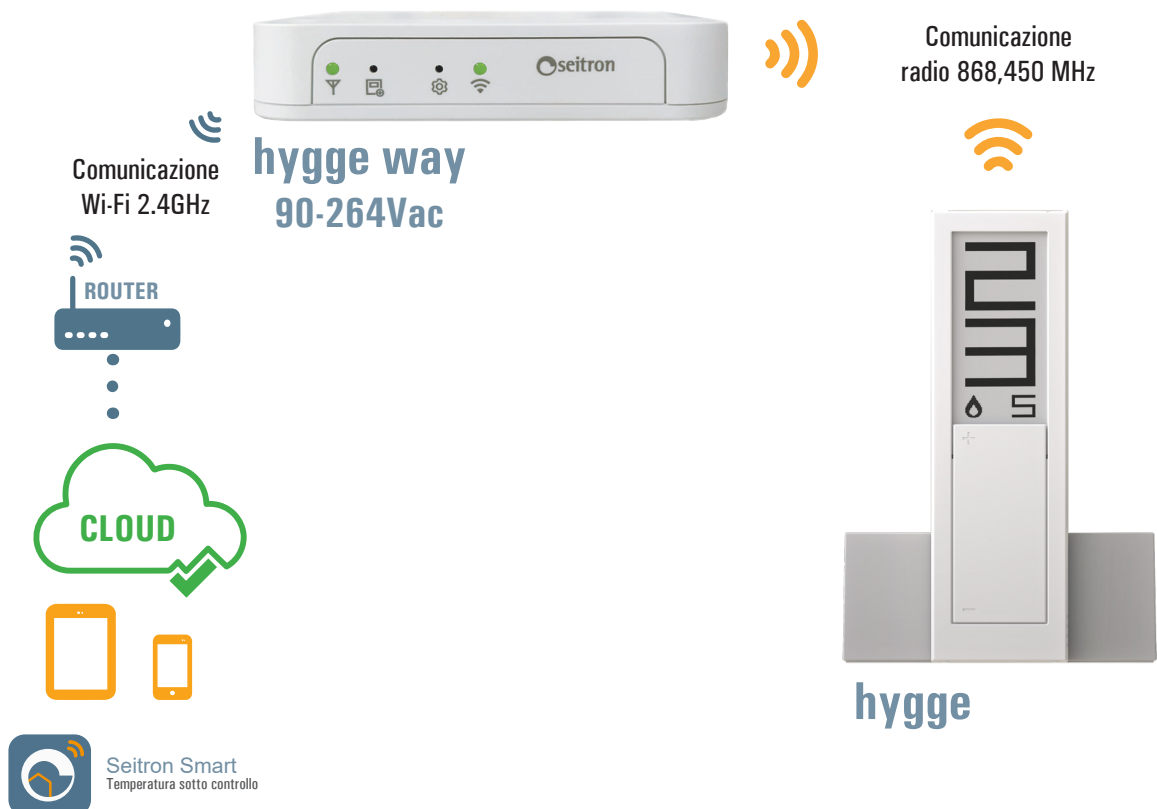 seitron
Comunicazione
radio 868,450 MHz
hygge way
90-264Vac
Comunicazione
Wi-Fi 2.4GHz
ROUTER
CLOUD
23
5
+
-
hygge
Seitron Smart
Temperatura sotto controllo